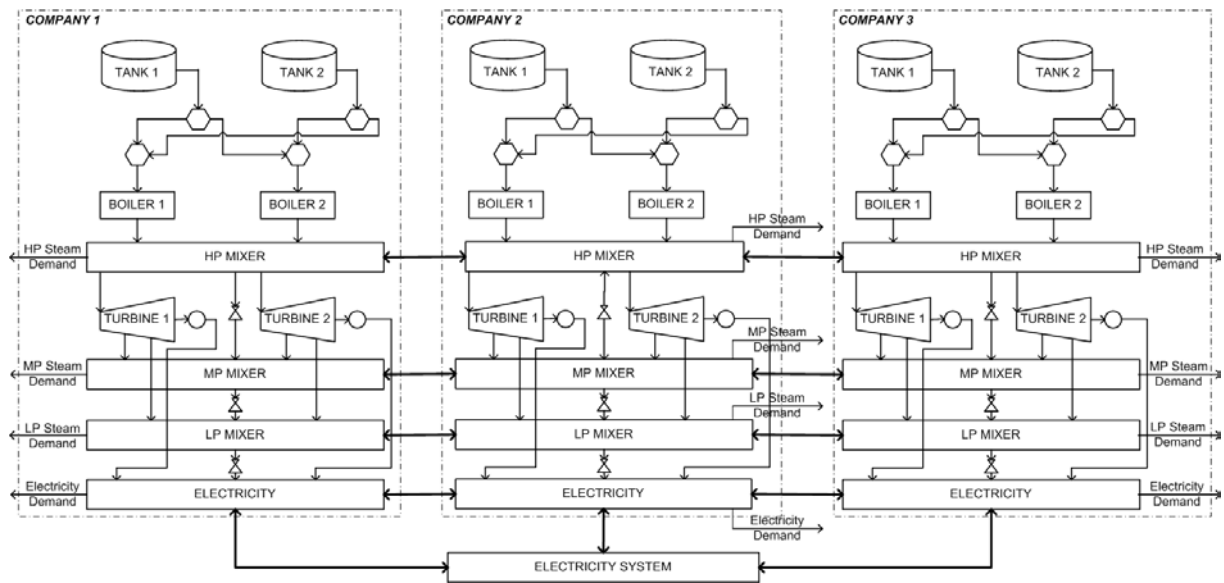 COMPANY 1
COMPANY 2
COMPANY 3
TANK 1
TANK 2
TANK 1
TANK 2
TANK 1
TANK 2
BOILER 1
BOILER 2
BOILER 1
BOILER 2
BOILER 1
BOILER 2
HP Steam
Demand
HP Steam
Demand
HP MIXER
HP MIXER
HP MIXER
HP Steam
Demand
TURBINE 1
TURBINE 2
TURBINE 1
TURBINE 2
TURBINE 1
TURBINE 2
MP Steam
Demand
MP Steam
Demand
MP MIXER
MP MIXER
MP MIXER
MP Steam
Demand
LP Steam
Demand
LP Steam
Demand
LP MIXER
LP MIXER
LP MIXER
LP Steam
Demand
Electricity
Demand
ELECTRICITY
ELECTRICITY
ELECTRICITY
Electricity
Demand
Electricity
Demand
ELECTRICITY SYSTEM